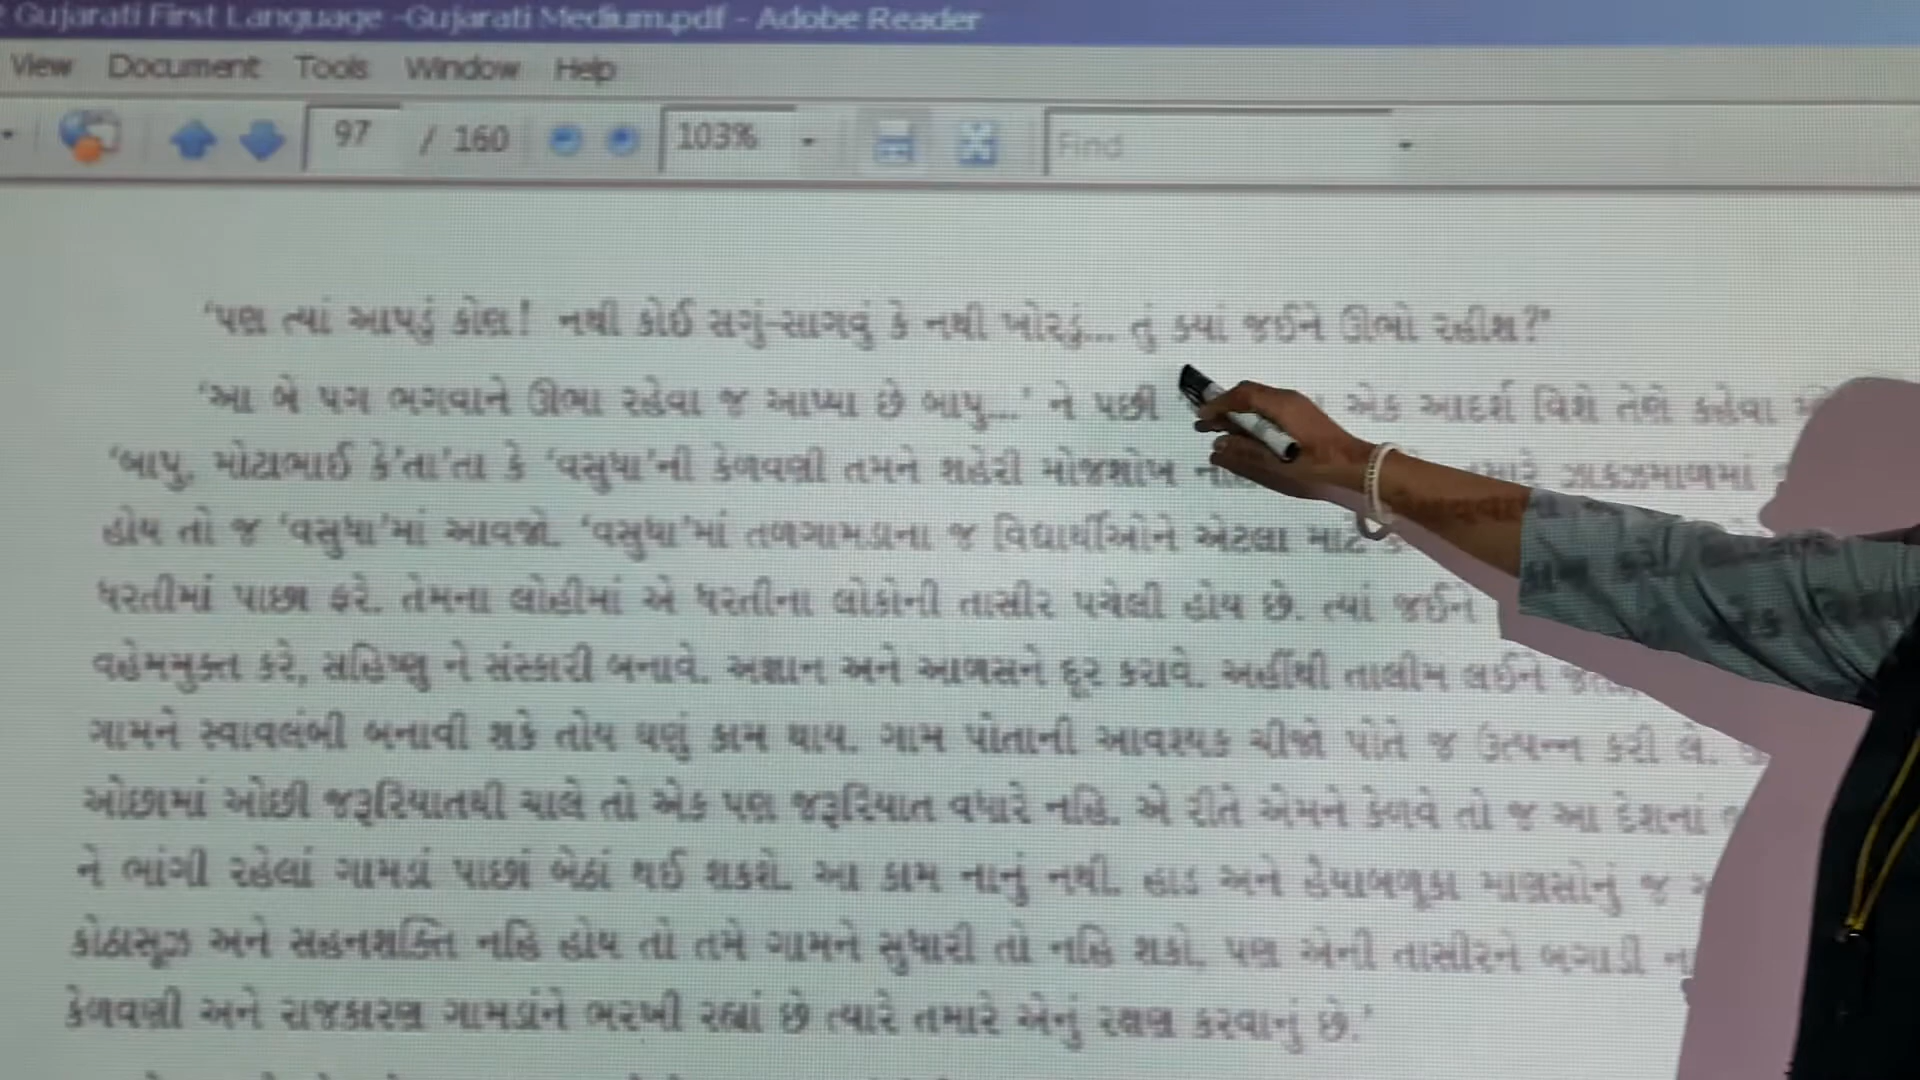 Gujarati First Language -Gujarati Medium.pdf - Adobe Reader
View Document Tools Window Help
97 / 160 103% Find
‘પણ ત્યાં આપડું કોણ! નથી કોઈ સગું-સાગવું કે નથી ખોરડું... તું ક્યાં જઈને ઊભો રહીશ?’
‘આ બે પગ ભગવાને ઊભા રહેવા જ આપ્યા છે બાપુ...’ ને પછી એક આદર્શ વિશે તેણે કહેવા
‘બાપુ, મોટાભાઈ કે’તા’તા કે ‘વસુધા’ની કેળવણી તમને શહેરી મોજશોખ ઝાકઝમાળમાં
હોય તો જ ‘વસુધા’માં આવજો. ‘વસુધા’માં તળગામડાના જ વિદ્યાર્થીઓને એટલા માટે
ધરતીમાં પાછા ફરે. તેમના લોહીમાં એ ધરતીના લોકોની તાસીર પચેલી હોય છે. ત્યાં જઈને
વહેમમુક્ત કરે, સહિષ્ણુ ને સંસ્કારી બનાવે. અજ્ઞાન અને આળસને દૂર કરાવે. અહીંથી તાલીમ લઈને
ગામને સ્વાવલંબી બનાવી શકે તોય ઘણું કામ થાય. ગામ પોતાની આવશ્યક ચીજો પોતે જ ઉત્પન્ન કરી લે.
ઓછામાં ઓછી જરૂરિયાતથી ચાલે તો એક પણ જરૂરિયાત વધારે નહિ. એ રીતે એમને કેળવે તો જ આ દેશનાં
ને ભાંગી રહેલાં ગામડાં પાછાં બેઠાં થઈ શકશે. આ કામ નાનું નથી. હાડ અને હૈયાબળૂકા માણસોનું જ
કોઠાસૂઝ અને સહનશક્તિ નહિ હોય તો તમે ગામને સુધારી તો નહિ શકો, પણ એની તાસીરને બગાડી
કેળવણી અને રાજકારણ ગામડાંને ભરખી રહ્યાં છે ત્યારે તમારે એનું રક્ષણ કરવાનું છે.’